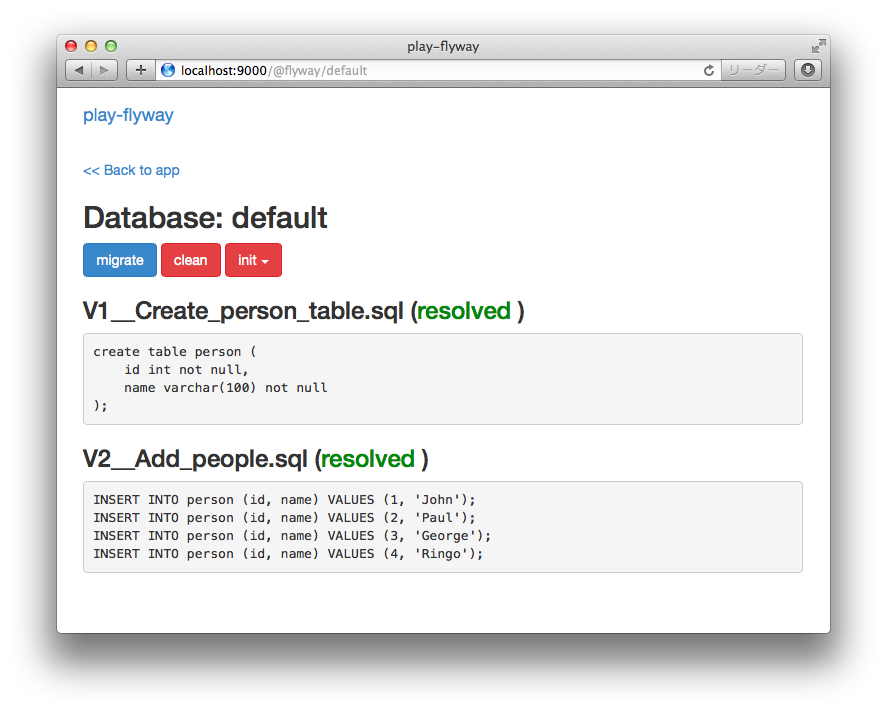 play-flyway
localhost:9000/@flyway/default
リーダー
play-flyway
<< Back to app
Database: default
migrate clean init
V1__Create_person_table.sql (resolved )
create table person (
    id int not null,
    name varchar(100) not null
);
V2__Add_people.sql (resolved )
INSERT INTO person (id, name) VALUES (1, 'John');
INSERT INTO person (id, name) VALUES (2, 'Paul');
INSERT INTO person (id, name) VALUES (3, 'George');
INSERT INTO person (id, name) VALUES (4, 'Ringo');